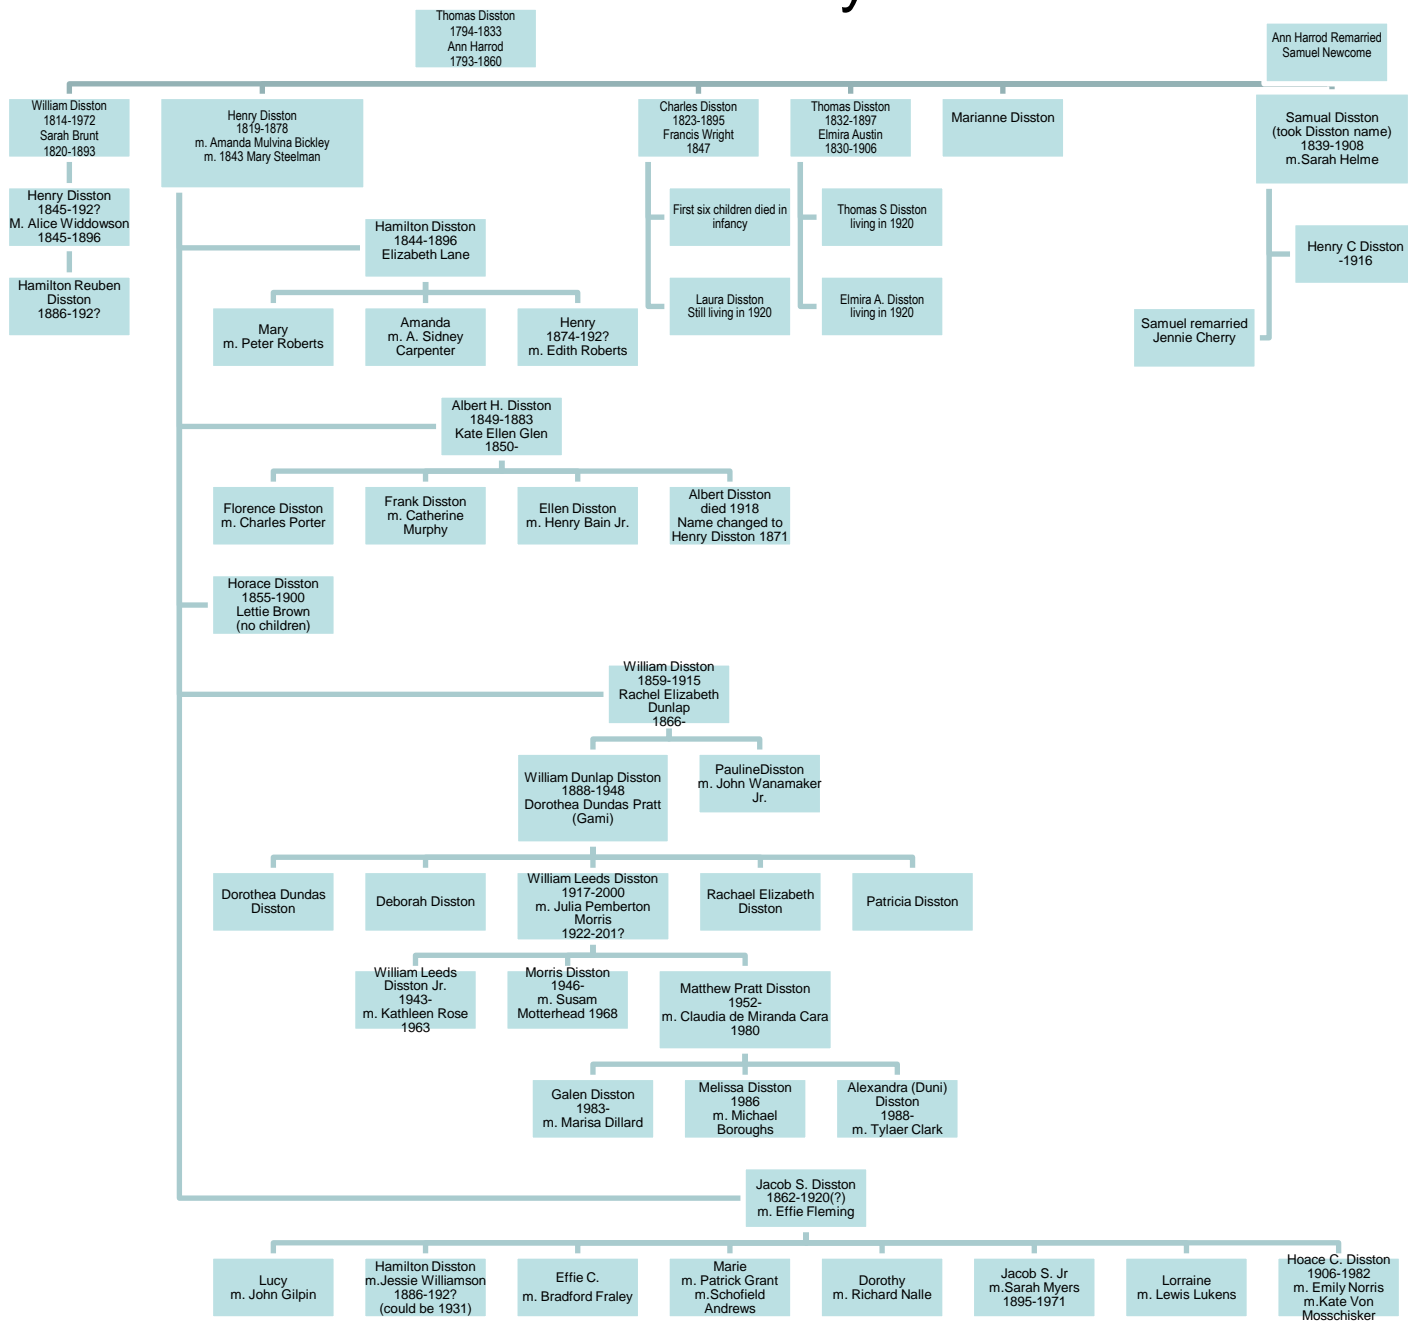 y
Thomas Disston
1794-1833
Ann Harrod
1793-1860
Ann Harrod Remarried
Samuel Newcome
William Disston
1814-1972
Sarah Brunt
1820-1893
Henry Disston
1819-1878
m. Amanda Mulvina Bickley
m. 1843 Mary Steelman
Charles Disston
1823-1895
Francis Wright
1847
Thomas Disston
1832-1897
Elmira Austin
1830-1906
Marianne Disston
Samual Disston
(took Disston name)
1839-1908
m.Sarah Helme
Henry Disston
1845-192?
M. Alice Widdowson
1845-1896
Hamilton Reuben
Disston
1886-192?
Hamilton Disston
1844-1896
Elizabeth Lane
First six children died in
infancy
Thomas S Disston
living in 1920
Henry C Disston
-1916
Laura Disston
Still living in 1920
Elmira A. Disston
living in 1920
Samuel remarried
Jennie Cherry
Mary
m. Peter Roberts
Amanda
m. A. Sidney
Carpenter
Henry
1874-192?
m. Edith Roberts
Albert H. Disston
1849-1883
Kate Ellen Glen
1850-
Florence Disston
m. Charles Porter
Frank Disston
m. Catherine
Murphy
Ellen Disston
m. Henry Bain Jr.
Albert Disston
died 1918
Name changed to
Henry Disston 1871
Horace Disston
1855-1900
Lettie Brown
(no children)
William Disston
1859-1915
Rachel Elizabeth
Dunlap
1866-
William Dunlap Disston
1888-1948
Dorothea Dundas Pratt
(Gami)
PaulineDisston
m. John Wanamaker
Jr.
Dorothea Dundas
Disston
Deborah Disston
William Leeds Disston
1917-2000
m. Julia Pemberton
Morris
1922-201?
Rachael Elizabeth
Disston
Patricia Disston
William Leeds
Disston Jr.
1943-
m. Kathleen Rose
1963
Morris Disston
1946-
m. Susam
Motterhead 1968
Matthew Pratt Disston
1952-
m. Claudia de Miranda Cara
1980
Galen Disston
1983-
m. Marisa Dillard
Melissa Disston
1986
m. Michael
Boroughs
Alexandra (Duni)
Disston
1988-
m. Tylaer Clark
Jacob S. Disston
1862-1920(?)
m. Effie Fleming
Lucy
m. John Gilpin
Hamilton Disston
m.Jessie Williamson
1886-192?
(could be 1931)
Effie C.
m. Bradford Fraley
Marie
m. Patrick Grant
m.Schofield
Andrews
Dorothy
m. Richard Nalle
Jacob S. Jr
m.Sarah Myers
1895-1971
Lorraine
m. Lewis Lukens
Hoace C. Disston
1906-1982
m. Emily Norris
m.Kate Von
Mosschisker